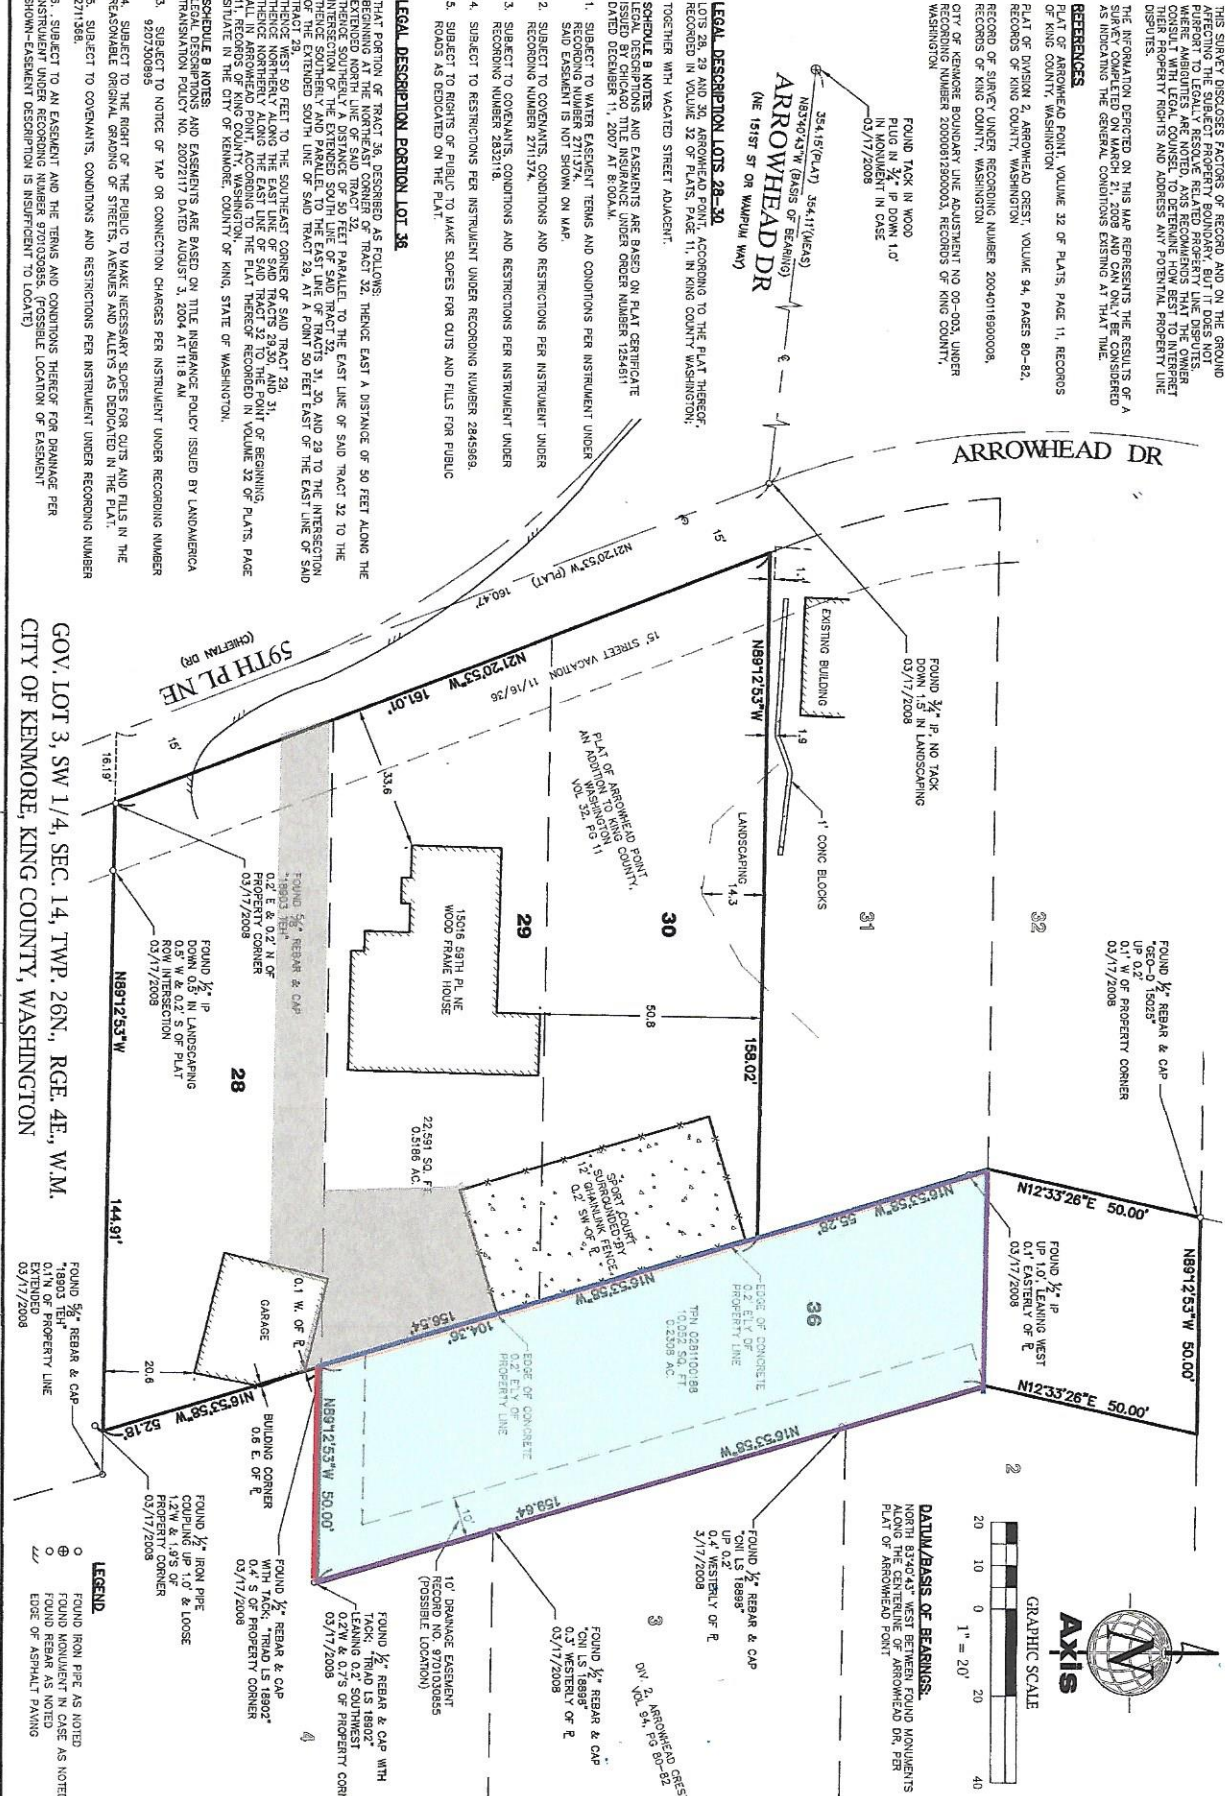 THIS SURVEY DISCLOSES FACTORS OF RECORD AND ON THE GROUND
AFFECTING THE SUBJECT PROPERTY BOUNDARY, BUT IT DOES NOT
PURPORT TO LEGALLY RESOLVE RELATED PROPERTY LINE DISPUTES.
WHERE AMBIGUITIES ARE NOTED, AXIS RECOMMENDS THAT THE OWNER
CONSULT WITH LEGAL COUNSEL TO DETERMINE HOW BEST TO INTERPRET
THEIR PROPERTY RIGHTS AND ADDRESS ANY POTENTIAL PROPERTY LINE
DISPUTES.
THE INFORMATION DEPICTED ON THIS MAP REPRESENTS THE RESULTS OF A
SURVEY COMPLETED ON MARCH 21, 2008 AND CAN ONLY BE CONSIDERED
AS INDICATING THE GENERAL CONDITIONS EXISTING AT THAT TIME.
REFERENCES
PLAT OF ARROWHEAD POINT, VOLUME 32 OF PLATS, PAGE 11, RECORDS
OF KING COUNTY, WASHINGTON
PLAT OF DIVISION 2, ARROWHEAD CREST, VOLUME 94, PAGES 80-82,
RECORDS OF KING COUNTY, WASHINGTON
RECORD OF SURVEY UNDER RECORDING NUMBER 20040116900008,
RECORDS OF KING COUNTY, WASHINGTON
CITY OF KENMORE BOUNDARY LINE ADJUSTMENT NO 00-003, UNDER
RECORDING NUMBER 20000612900003, RECORDS OF KING COUNTY,
WASHINGTON
FOUND TACK IN WOOD
PLUG IN ¾" IP DOWN 1.0'
IN MONUMENT IN CASE
03/17/2008
354.15'(PLAT) 354.11'(MEAS)
N83°40'43"W (BASIS OF BEARING)
ARROWHEAD DR
(NE 151ST ST OR WAMPUM WAY)
LEGAL DESCRIPTION LOTS 28-30
LOTS 28, 29 AND 30, ARROWHEAD POINT, ACCORDING TO THE PLAT THEREOF,
RECORDED IN VOLUME 32 OF PLATS, PAGE 11, IN KING COUNTY WASHINGTON;
TOGETHER WITH VACATED STREET ADJACENT.
SCHEDULE B NOTES:
LEGAL DESCRIPTIONS AND EASEMENTS ARE BASED ON PLAT CERTIFICATE
ISSUED BY CHICAGO TITLE INSURANCE UNDER ORDER NUMBER 1254511
DATED DECEMBER 11, 2007 AT 8:00A.M.
1. SUBJECT TO WATER EASEMENT TERMS AND CONDITIONS PER INSTRUMENT UNDER
RECORDING NUMBER 2711374.
SAID EASEMENT IS NOT SHOWN ON MAP.
2. SUBJECT TO COVENANTS, CONDITIONS AND RESTRICTIONS PER INSTRUMENT UNDER
RECORDING NUMBER 2711374.
3. SUBJECT TO COVENANTS, CONDITIONS AND RESTRICTIONS PER INSTRUMENT UNDER
RECORDING NUMBER 2832118.
4. SUBJECT TO RESTRICTIONS PER INSTRUMENT UNDER RECORDING NUMBER 2845969.
5. SUBJECT TO RIGHTS OF PUBLIC TO MAKE SLOPES FOR CUTS AND FILLS FOR PUBLIC
ROADS AS DEDICATED ON THE PLAT.
LEGAL DESCRIPTION PORTION LOT 36
THAT PORTION OF TRACT 36, DESCRIBED AS FOLLOWS:
BEGINNING AT THE NORTHEAST CORNER OF TRACT 32, THENCE EAST A DISTANCE OF 50 FEET ALONG THE
EXTENDED NORTH LINE OF SAID TRACT 32,
THENCE SOUTHERLY A DISTANCE OF 50 FEET PARALLEL TO THE EAST LINE OF SAID TRACT 32 TO THE
INTERSECTION OF THE EXTENDED SOUTH LINE OF SAID TRACT 32,
THENCE SOUTHERLY AND PARALLEL TO THE EAST LINE OF TRACTS 31, 30, AND 29 TO THE INTERSECTION
OF THE EXTENDED SOUTH LINE OF SAID TRACT 29, AT A POINT 50 FEET EAST OF THE EAST LINE OF SAID
TRACT 29,
THENCE WEST 50 FEET TO THE SOUTHEAST CORNER OF SAID TRACT 29,
THENCE NORTHERLY ALONG THE EAST LINE OF SAID TRACTS 29,30, AND 31,
THENCE NORTHERLY ALONG THE EAST LINE OF SAID TRACT 32 TO THE POINT OF BEGINNING,
ALL IN ARROWHEAD POINT ACCORDING TO THE PLAT THEREOF RECORDED IN VOLUME 32 OF PLATS, PAGE
11, RECORDS OF KING COUNTY, WASHINGTON.
SITUATE IN THE CITY OF KENMORE, COUNTY OF KING, STATE OF WASHINGTON.
SCHEDULE B NOTES:
LEGAL DESCRIPTIONS AND EASEMENTS ARE BASED ON TITLE INSURANCE POLICY ISSUED BY LANDAMERICA
TRANSNATION POLICY NO. 20072117 DATED AUGUST 3, 2004 AT 11:8 AM
3. SUBJECT TO NOTICE OF TAP OR CONNECTION CHARGES PER INSTRUMENT UNDER RECORDING NUMBER
9207300895
4. SUBJECT TO THE RIGHT OF THE PUBLIC TO MAKE NECESSARY SLOPES FOR CUTS AND FILLS IN THE
REASONABLE ORIGINAL GRADING OF STREETS, AVENUES AND ALLEYS AS DEDICATED IN THE PLAT.
5. SUBJECT TO COVENANTS, CONDITIONS AND RESTRICTIONS PER INSTRUMENT UNDER RECORDING NUMBER
2711368.
6. SUBJECT TO AN EASEMENT AND THE TERMS AND CONDITIONS THEREOF FOR DRAINAGE PER
INSTRUMENT UNDER RECORDING NUMBER 9701030855. (POSSIBLE LOCATION OF EASEMENT
SHOWN-EASEMENT DESCRIPTION IS INSUFFICIENT TO LOCATE)
ARROWHEAD DR
FOUND ¾" IP, NO TACK
DOWN 1.5' IN LANDSCAPING
03/17/2008
15'
N21°20'53"W (PLAT)
160.47'
59TH PL NE
(CHIEFTAN DR)
15'
16.19'
N21°20'53"W
161.01'
15' STREET VACATION 11/16/36
1.1
EXISTING BUILDING
1.9
1' CONC BLOCKS
N89°12'53"W
158.02'
LANDSCAPING
14.3
31
32
30
PLAT OF ARROWHEAD POINT
AN ADDITION TO KING COUNTY,
WASHINGTON
VOL 32, PG 11
29
33.6
15016 59TH PL NE
WOOD FRAME HOUSE
50.8
22,591 SQ. FT
0.5186 AC.
SPORT COURT
SURROUNDED BY
12' CHAINLINK FENCE
0.2' SW OF PL
28
FOUND ⅝" REBAR & CAP
"18903 TEH"
0.2' E & 0.2' N OF
PROPERTY CORNER
03/17/2008
FOUND ½" IP
DOWN 0.5' IN LANDSCAPING
0.5' W & 0.2' S OF PLAT
ROW INTERSECTION
03/17/2008
N89°12'53"W
144.91'
GARAGE
0.1 W. OF PL
20.6
N16°53'58"W
52.18'
BUILDING CORNER
0.6 E. OF PL
FOUND ⅝" REBAR & CAP
"18903 TEH"
0.1'N OF PROPERTY LINE
EXTENDED
03/17/2008
FOUND ½" IRON PIPE
COUPLING UP 1.0' & LOOSE
1.2'W & 1.9'S OF
PROPERTY CORNER
03/17/2008
FOUND ½" REBAR & CAP
WITH TACK; "TRIAD LS 18902"
0.4' S OF PROPERTY CORNER
03/17/2008
FOUND ½" REBAR & CAP WITH
TACK; "TRIAD LS 18902"
LEANING 0.2' SOUTHWEST
0.2'W & 0.7'S OF PROPERTY CORN
03/17/2008
FOUND ½" REBAR & CAP
"GEO-D 15025"
UP 0.2'
0.1' W OF PROPERTY CORNER
03/17/2008
N12°33'26"E 50.00'
N89°12'53"W 50.00'
N12°33'26"E 50.00'
FOUND ½" IP
UP 1.0', LEANING WEST
0.1' EASTERLY OF PL
03/17/2008
N16°53'58"W
55.28'
36
TPN 0281100188
10,052 SQ. FT
0.2308 AC.
EDGE OF CONCRETE
0.2' E'LY OF
PROPERTY LINE
N16°53'58"W
104.36'
156.54'
EDGE OF CONCRETE
0.2' E'LY OF
PROPERTY LINE
N89°12'53"W 50.00'
N16°53'58"W
159.64'
10'
10' DRAINAGE EASEMENT
RECORD NO. 9701030855
(POSSIBLE LOCATION)
FOUND ½" REBAR & CAP
"CNI LS 18898"
UP 0.2'
0.4' WESTERLY OF PL
3/17/2008
FOUND ½" REBAR & CAP
"CNI LS 18898"
0.3' WESTERLY OF PL
03/17/2008
2
3
4
DIV 2, ARROWHEAD CREST
VOL 94, PG 80-82
DATUM/BASIS OF BEARINGS:
NORTH 83°40'43" WEST BETWEEN FOUND MONUMENTS
ALONG THE CENTERLINE OF ARROWHEAD DR, PER
PLAT OF ARROWHEAD POINT
20 10 0 20 40
1" = 20'
GRAPHIC SCALE
N
Axis
GOV. LOT 3, SW 1/4, SEC. 14, TWP. 26N., RGE. 4E., W.M.
CITY OF KENMORE, KING COUNTY, WASHINGTON
LEGEND
FOUND IRON PIPE AS NOTED
FOUND MONUMENT IN CASE AS NOTED
FOUND REBAR AS NOTED
EDGE OF ASPHALT PAVING